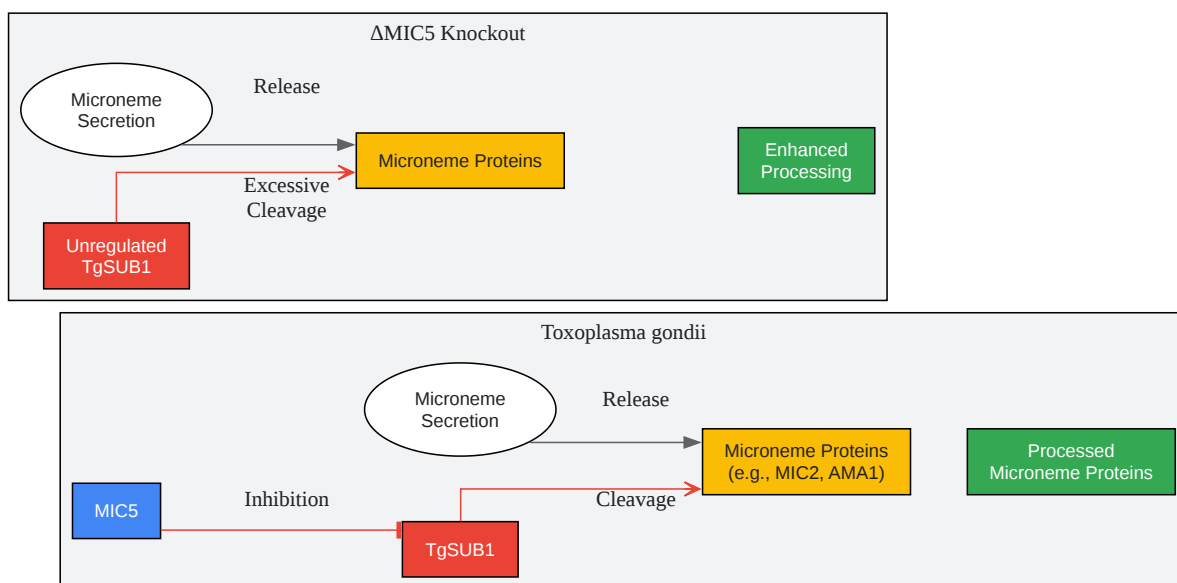 ΔMIC5 Knockout
Microneme
Secretion
Release
Microneme Proteins
Enhanced
Processing
Excessive
Cleavage
Unregulated
TgSUB1
Toxoplasma gondii
Microneme
Secretion
Release
Microneme Proteins
(e.g., MIC2, AMA1)
Processed
Microneme Proteins
MIC5
Inhibition
Cleavage
TgSUB1